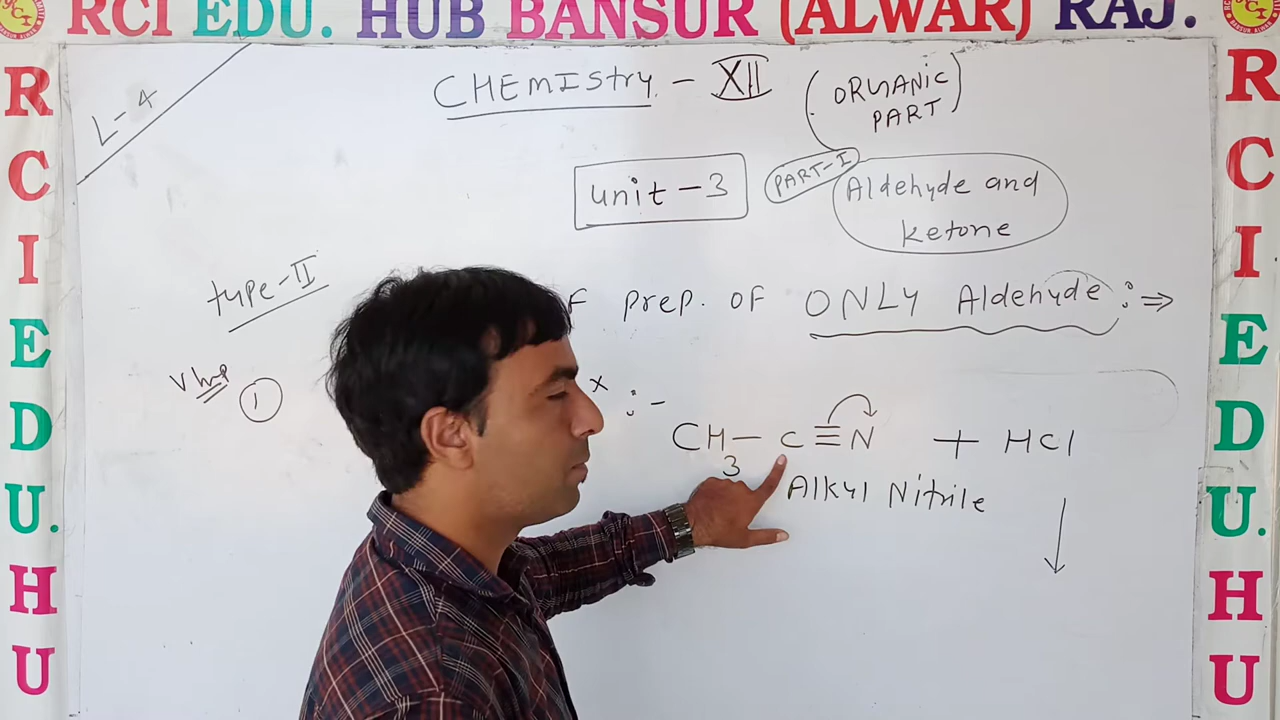 RCI EDU. HUB BANSUR (ALWAR) RAJ.
R
C
I
E
D
U.
H
U
R
C
I
E
D
U.
H
U
L-4
CHEMIStry - XII
(ORGANIC
PART)
unit -3
PART-I
Aldehyde and
ketone
type-II
F prep. OF ONLY Aldehyde :⇒
V Imp
1
x :-
CH3-C≡N + HCl
Alkyl Nitrile